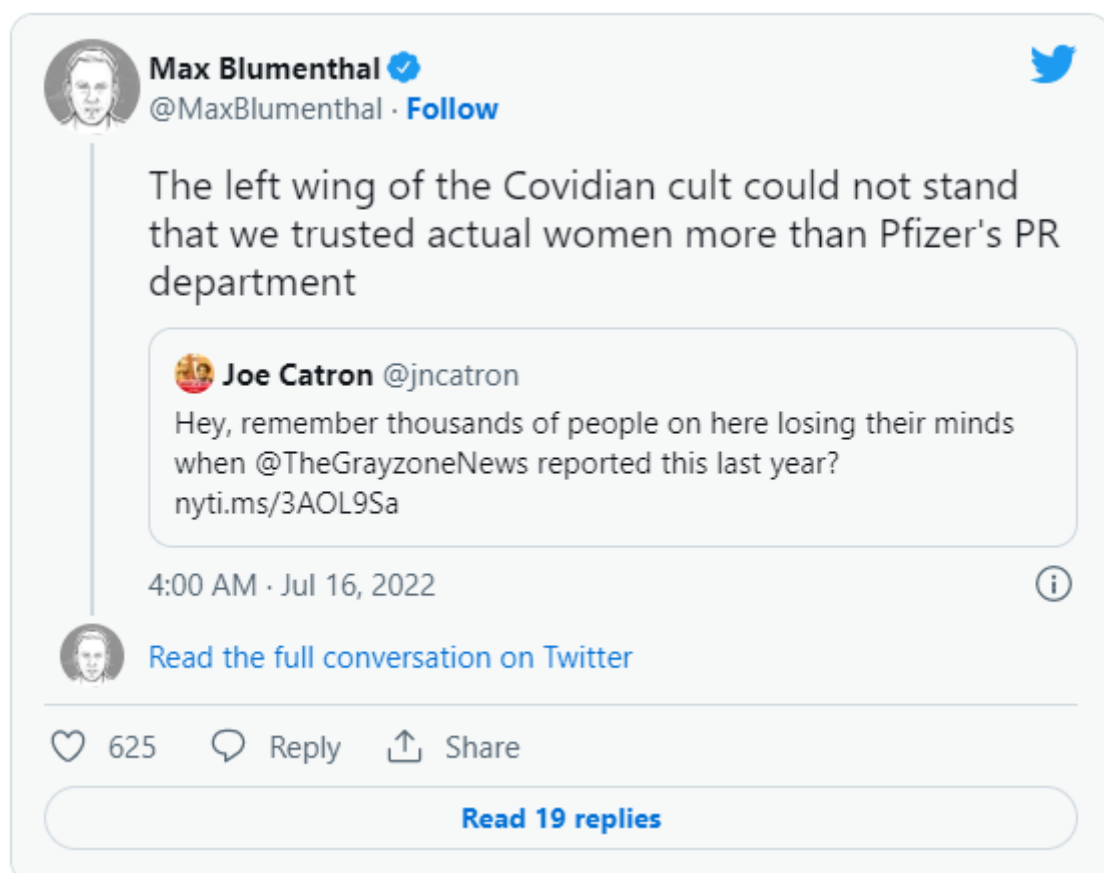 Max Blumenthal
@MaxBlumenthal · Follow
The left wing of the Covidian cult could not stand
that we trusted actual women more than Pfizer's PR
department
Joe Catron @jncatron
Hey, remember thousands of people on here losing their minds
when @TheGrayzoneNews reported this last year?
nyti.ms/3AOL9Sa
4:00 AM · Jul 16, 2022
Read the full conversation on Twitter
625 Reply Share
Read 19 replies